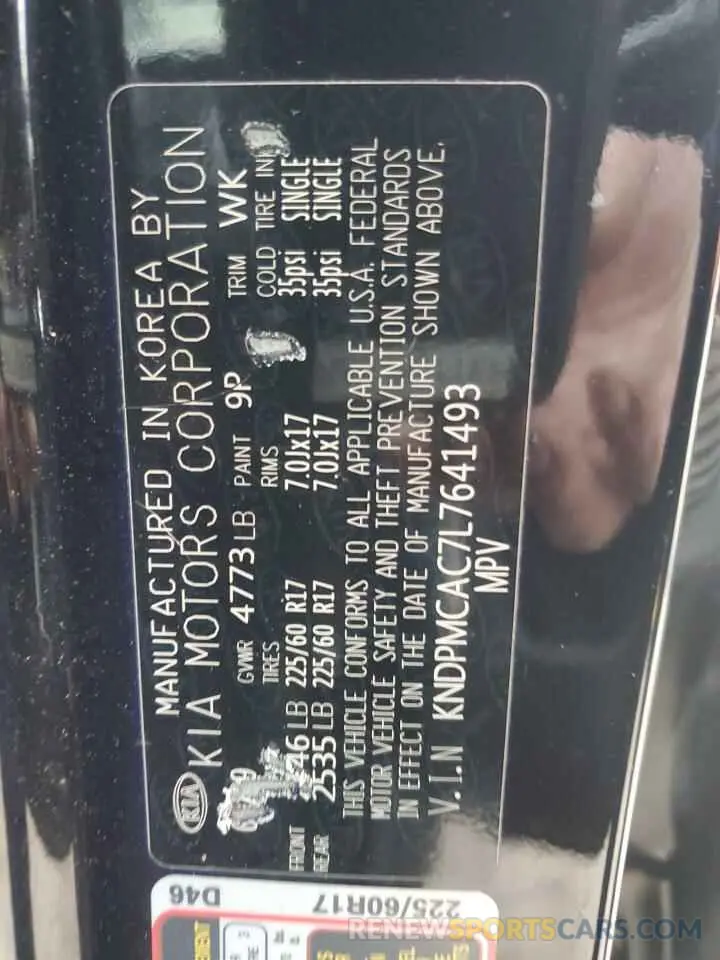 MANUFACTURED IN KOREA BY
KIA KIA MOTORS CORPORATION
GVWR 4773 LB PAINT 9P TRIM WK
TIRES RIMS COLD TIRE
FRONT LB 225/60 R17 7.0Jx17 35psi SINGLE
REAR 2535 LB 225/60 R17 7.0Jx17 35psi SINGLE
THIS VEHICLE CONFORMS TO ALL APPLICABLE U.S.A. FEDERAL
MOTOR VEHICLE SAFETY AND THEFT PREVENTION STANDARDS
IN EFFECT ON THE DATE OF MANUFACTURE SHOWN ABOVE.
V.I.N KNDPMCAC7L7641493
MPV
D46
225/60R17
RENEWSPORTSCARS.COM